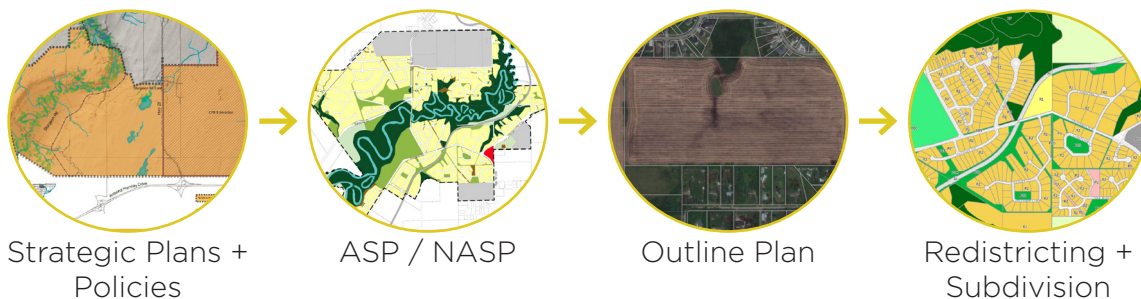 Strategic Plans +
Policies
ASP / NASP
Outline Plan
Redistricting +
Subdivision